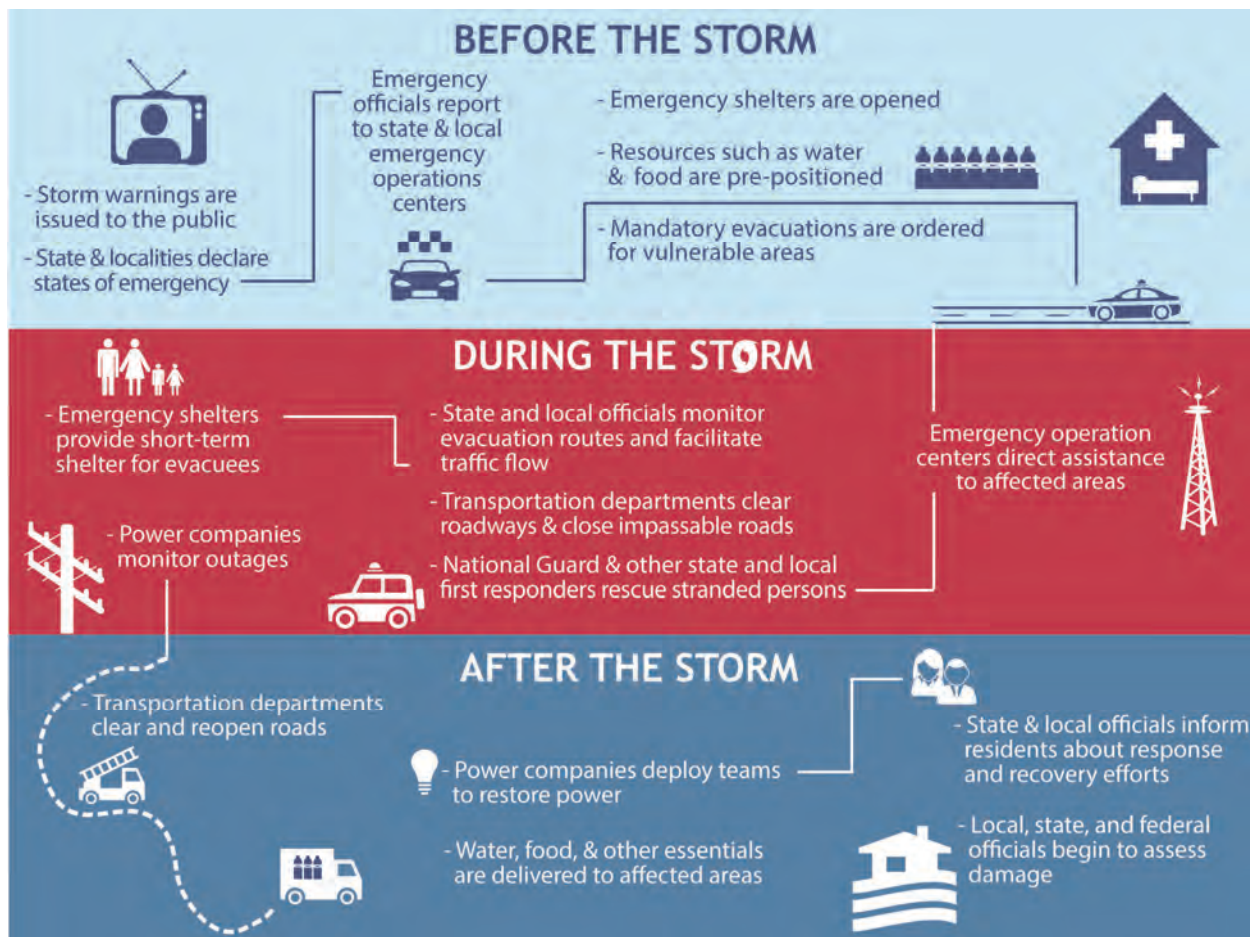 BEFORE THE STORM
- Storm warnings are
issued to the public
- State & localities declare
states of emergency
Emergency
officials report
to state & local
emergency
operations
centers
- Emergency shelters are opened
- Resources such as water
& food are pre-positioned
- Mandatory evacuations are ordered
for vulnerable areas
DURING THE STORM
- Emergency shelters
provide short-term
shelter for evacuees
- Power companies
monitor outages
- State and local officials monitor
evacuation routes and facilitate
traffic flow
- Transportation departments clear
roadways & close impassable roads
- National Guard & other state and local
first responders rescue stranded persons
Emergency operation
centers direct assistance
to affected areas
AFTER THE STORM
- Transportation departments
clear and reopen roads
- Power companies deploy teams
to restore power
- Water, food, & other essentials
are delivered to affected areas
- State & local officials inform
residents about response
and recovery efforts
- Local, state, and federal
officials begin to assess
damage